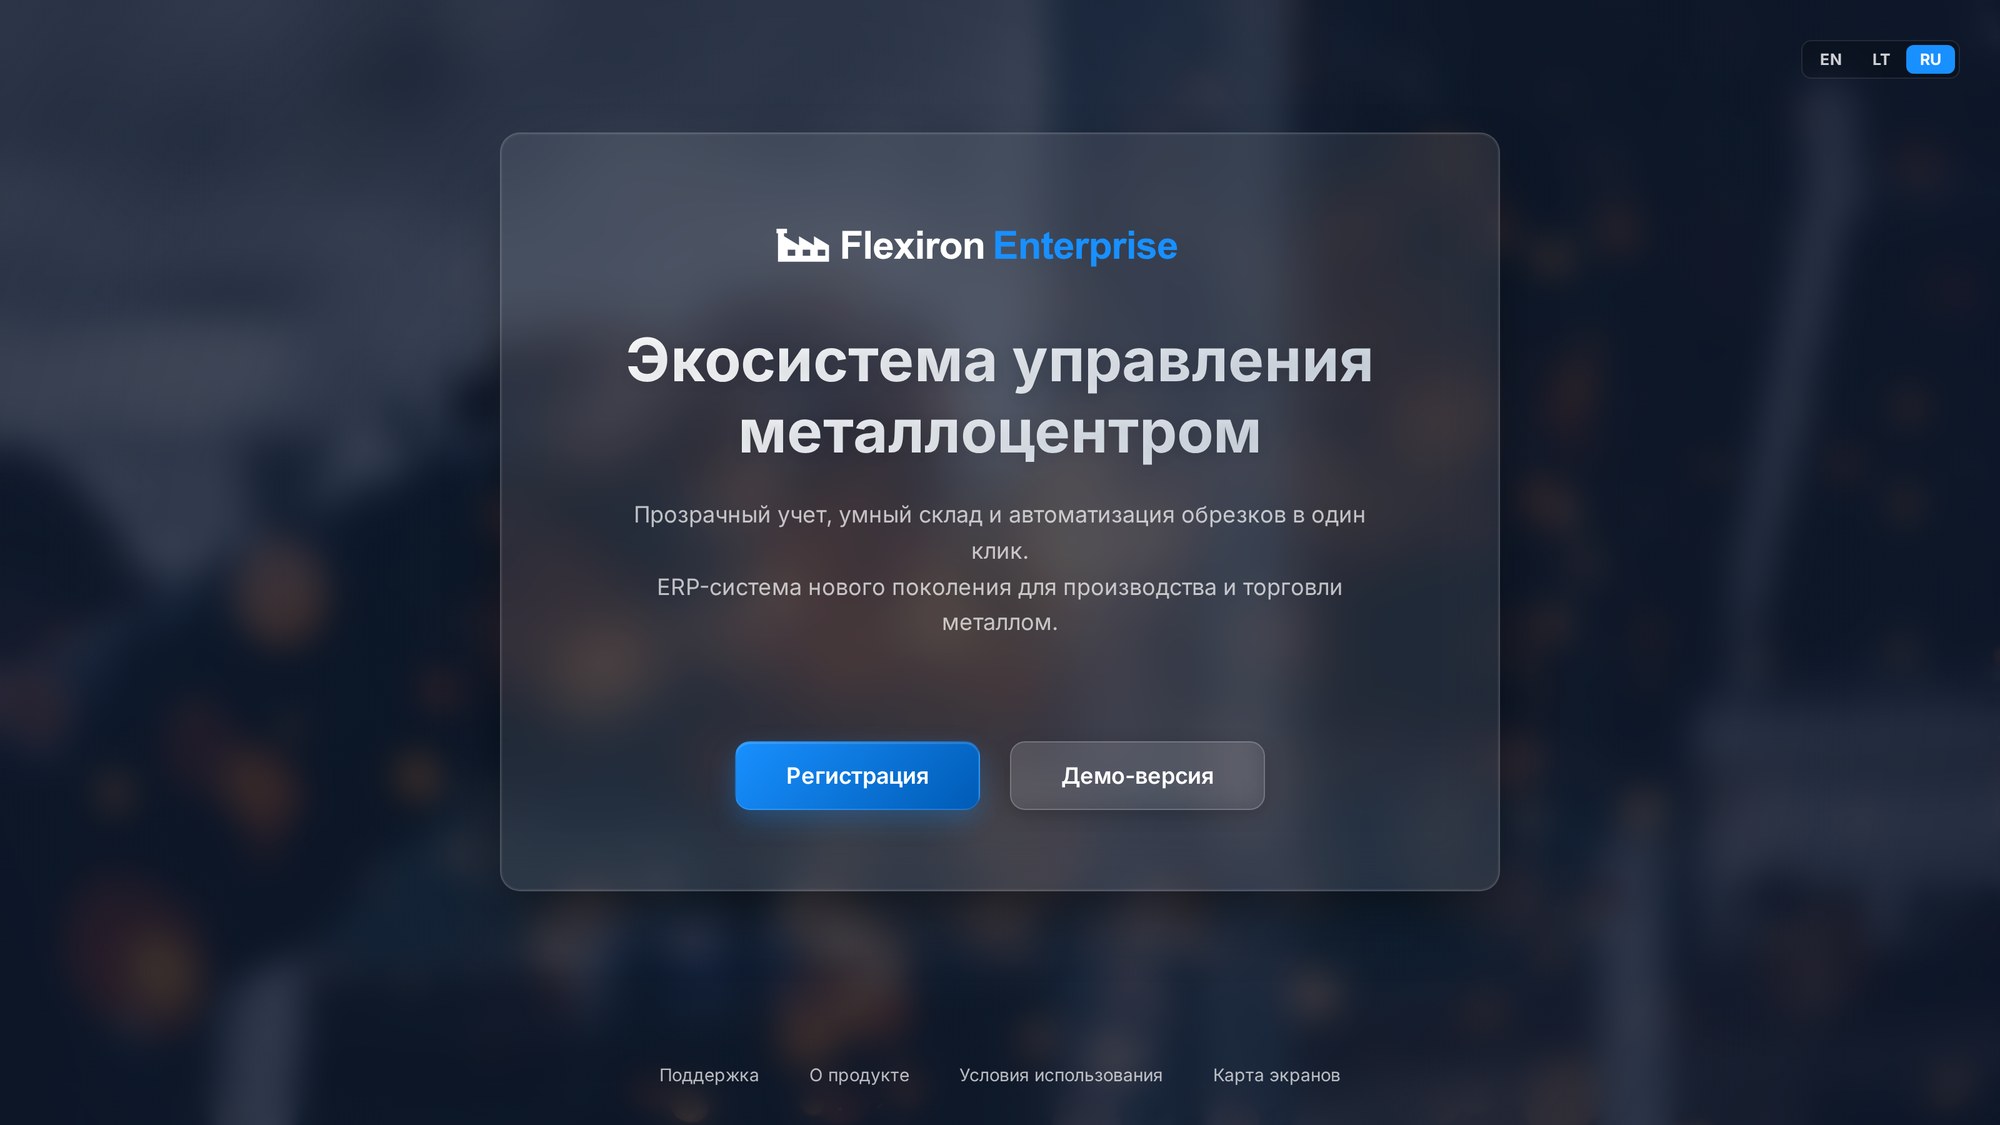 EN LT RU
Flexiron Enterprise
Экосистема управления
металлоцентром
Прозрачный учет, умный склад и автоматизация обрезков в один
клик.
ERP-система нового поколения для производства и торговли
металлом.
Регистрация Демо-версия
Поддержка О продукте Условия использования Карта экранов